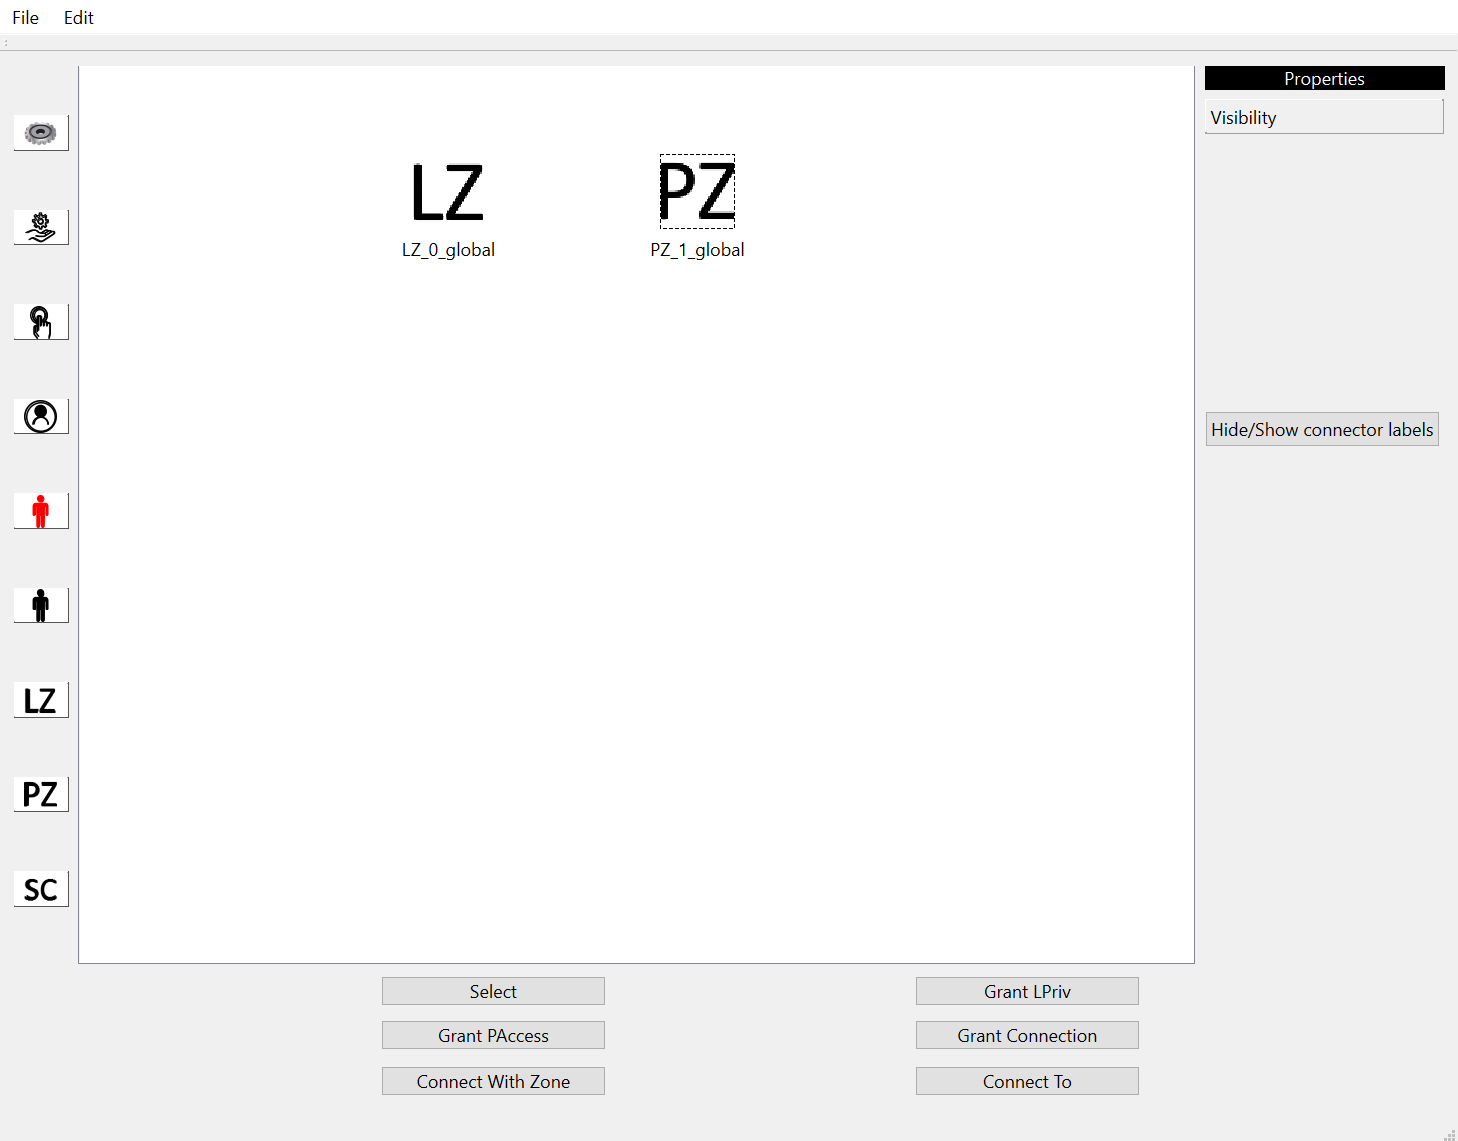 File Edit
Properties
Visibility
LZ PZ
LZ_0_global PZ_1_global
Hide/Show connector labels
LZ
PZ
SC
Select Grant LPriv
Grant PAccess Grant Connection
Connect With Zone Connect To